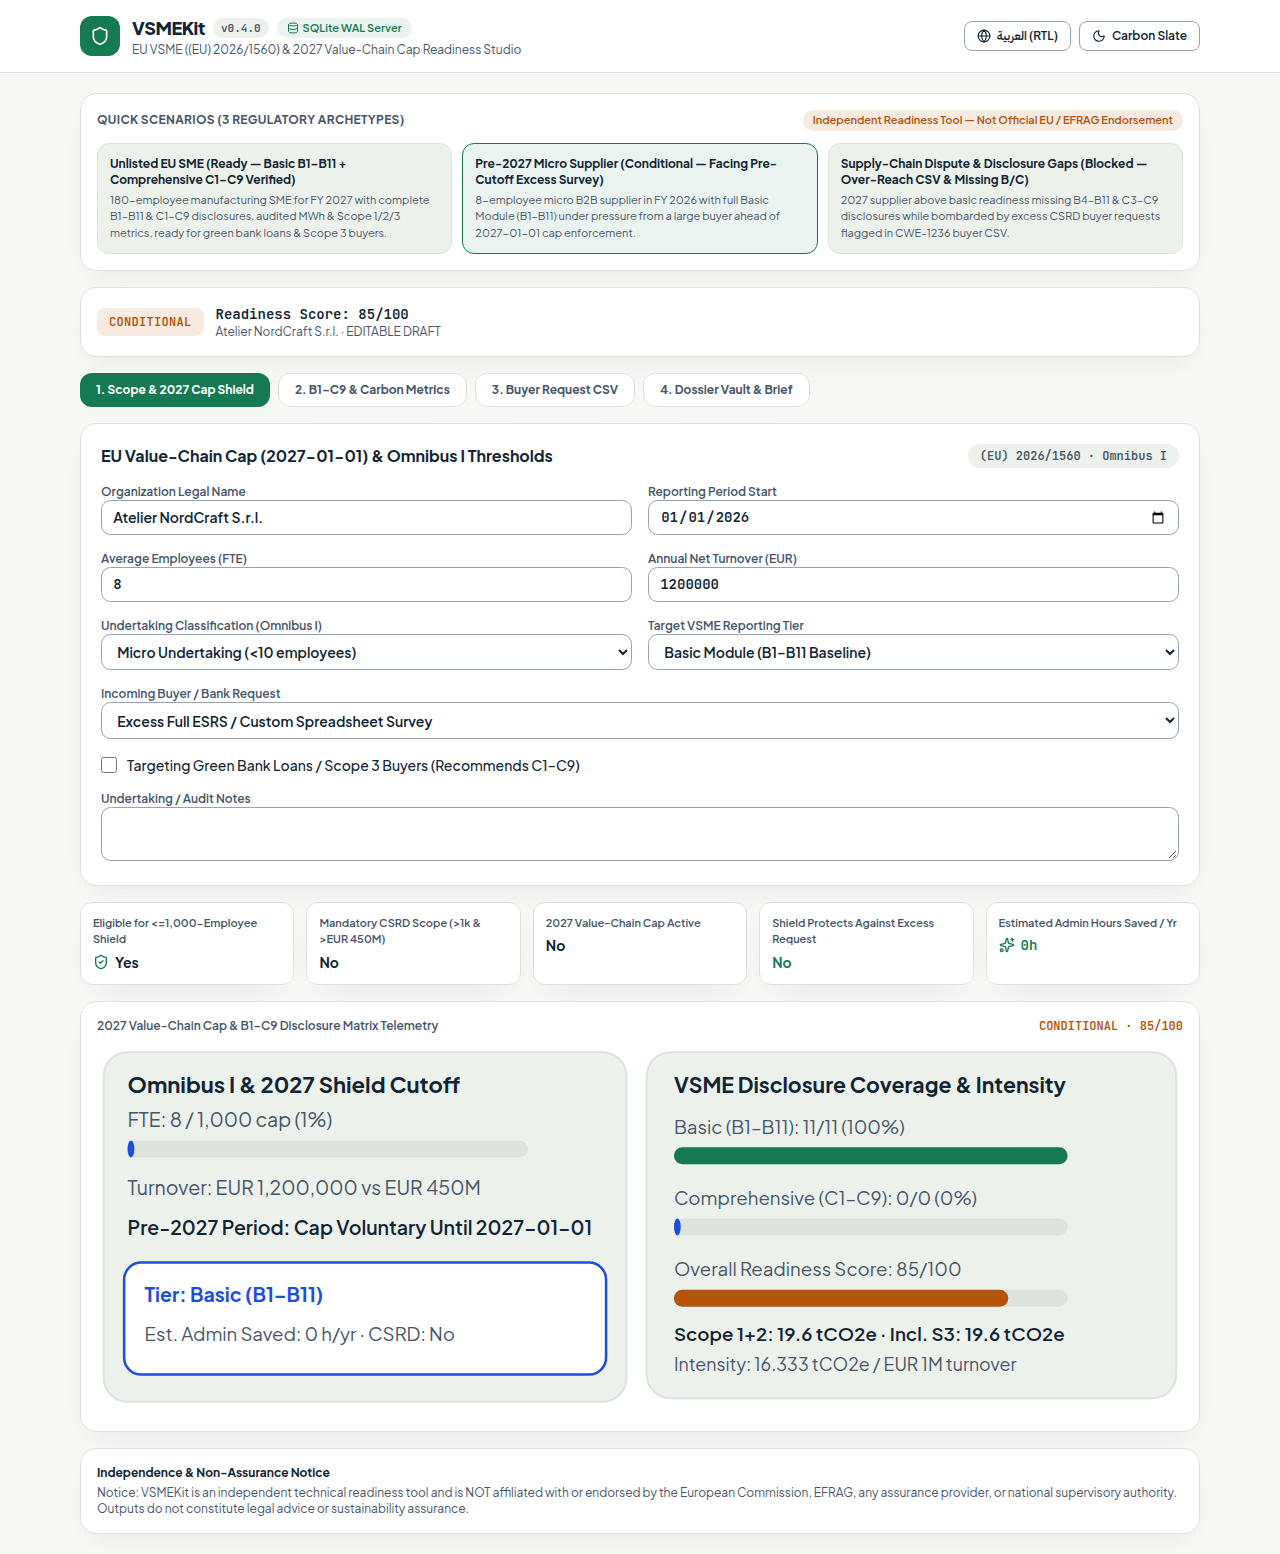 VSMEKit v0.4.0 SQLite WAL Server
EU VSME ((EU) 2026/1560) & 2027 Value-Chain Cap Readiness Studio
العربية (RTL)
Carbon Slate
QUICK SCENARIOS (3 REGULATORY ARCHETYPES)
Independent Readiness Tool — Not Official EU / EFRAG Endorsement
Unlisted EU SME (Ready — Basic B1-B11 +
Comprehensive C1-C9 Verified)
180-employee manufacturing SME for FY 2027 with complete
B1-B11 & C1-C9 disclosures, audited MWh & Scope 1/2/3
metrics, ready for green bank loans & Scope 3 buyers.
Pre-2027 Micro Supplier (Conditional — Facing Pre-
Cutoff Excess Survey)
8-employee micro B2B supplier in FY 2026 with full Basic
Module (B1-B11) under pressure from a large buyer ahead of
2027-01-01 cap enforcement.
Supply-Chain Dispute & Disclosure Gaps (Blocked —
Over-Reach CSV & Missing B/C)
2027 supplier above basic readiness missing B4-B11 & C3-C9
disclosures while bombarded by excess CSRD buyer requests
flagged in CWE-1236 buyer CSV.
CONDITIONAL
Readiness Score: 85/100
Atelier NordCraft S.r.l. · EDITABLE DRAFT
1. Scope & 2027 Cap Shield
2. B1-C9 & Carbon Metrics
3. Buyer Request CSV
4. Dossier Vault & Brief
EU Value-Chain Cap (2027-01-01) & Omnibus I Thresholds
(EU) 2026/1560 · Omnibus I
Organization Legal Name
Atelier NordCraft S.r.l.
Reporting Period Start
01/01/2026
Average Employees (FTE)
8
Annual Net Turnover (EUR)
1200000
Undertaking Classification (Omnibus I)
Micro Undertaking (<10 employees)
Target VSME Reporting Tier
Basic Module (B1-B11 Baseline)
Incoming Buyer / Bank Request
Excess Full ESRS / Custom Spreadsheet Survey
Targeting Green Bank Loans / Scope 3 Buyers (Recommends C1-C9)
Undertaking / Audit Notes
Eligible for <=1,000-Employee
Shield
Yes
Mandatory CSRD Scope (>1k &
>EUR 450M)
No
2027 Value-Chain Cap Active
No
Shield Protects Against Excess
Request
No
Estimated Admin Hours Saved / Yr
0h
2027 Value-Chain Cap & B1-C9 Disclosure Matrix Telemetry
CONDITIONAL · 85/100
Omnibus I & 2027 Shield Cutoff
FTE: 8 / 1,000 cap (1%)
Turnover: EUR 1,200,000 vs EUR 450M
Pre-2027 Period: Cap Voluntary Until 2027-01-01
Tier: Basic (B1-B11)
Est. Admin Saved: 0 h/yr · CSRD: No
VSME Disclosure Coverage & Intensity
Basic (B1-B11): 11/11 (100%)
Comprehensive (C1-C9): 0/0 (0%)
Overall Readiness Score: 85/100
Scope 1+2: 19.6 tCO2e · Incl. S3: 19.6 tCO2e
Intensity: 16.333 tCO2e / EUR 1M turnover
Independence & Non-Assurance Notice
Notice: VSMEKit is an independent technical readiness tool and is NOT affiliated with or endorsed by the European Commission, EFRAG, any assurance provider, or national supervisory authority.
Outputs do not constitute legal advice or sustainability assurance.